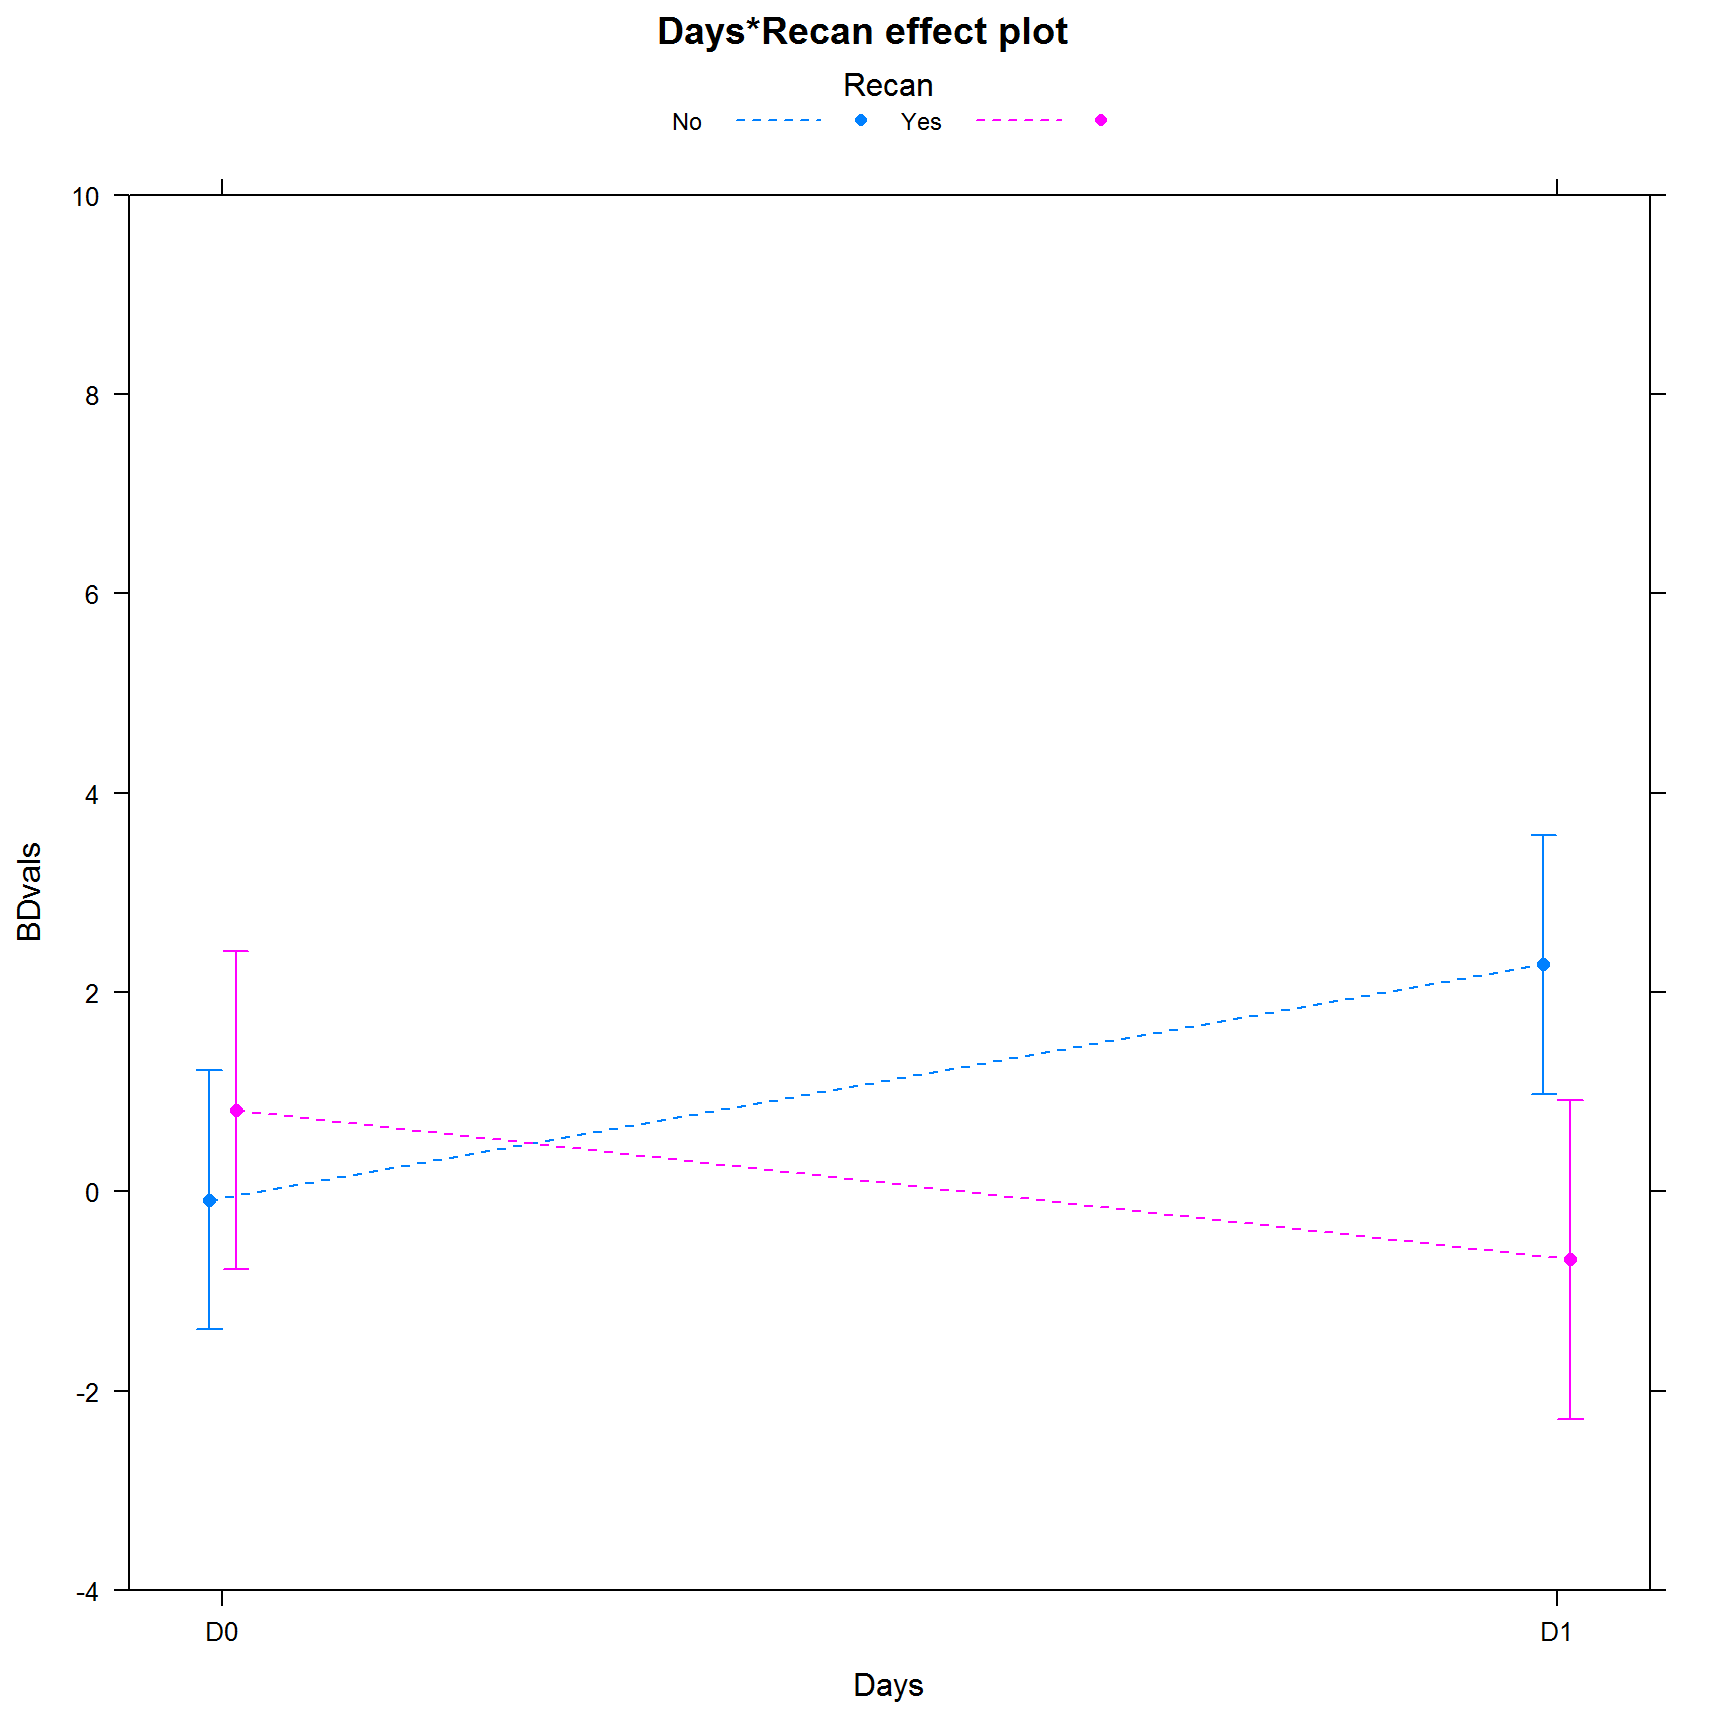 Days*Recan effect plot
Recan
No Yes
10
8
6
4
2
0
-2
-4
BDvals
D0 D1
Days